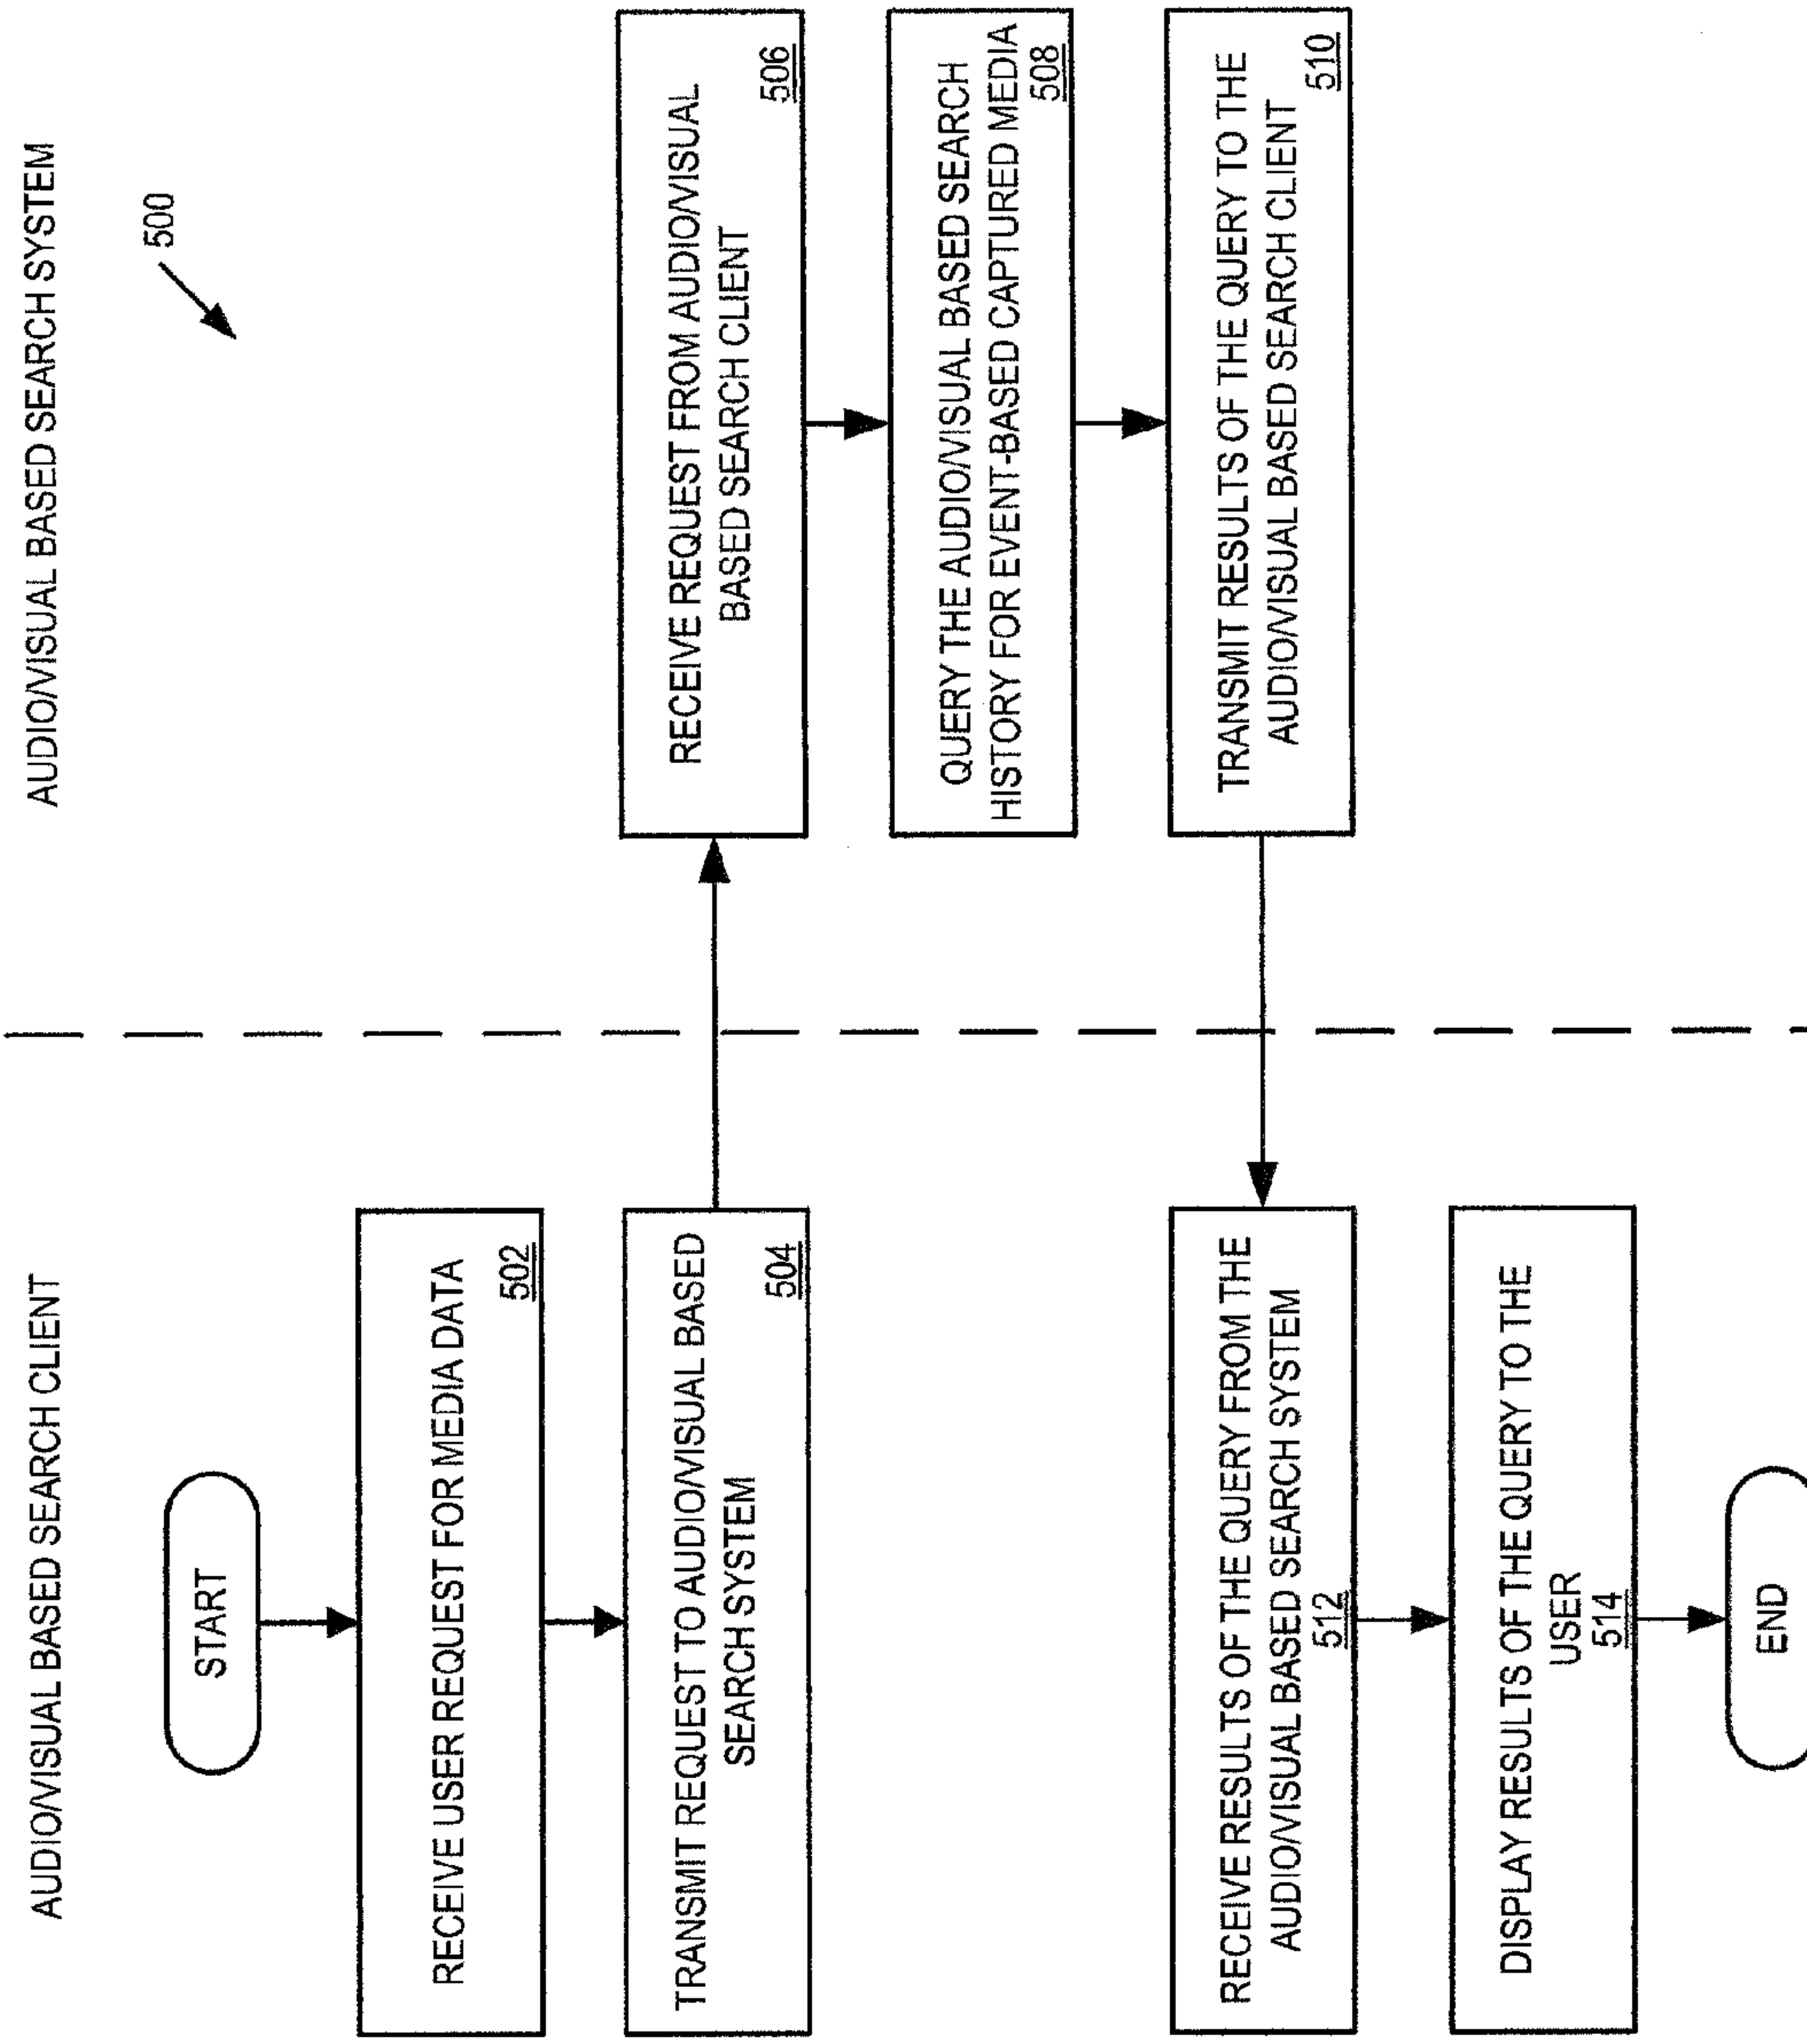 AUDIO/VISUAL BASED SEARCH CLIENT
AUDIO/VISUAL BASED SEARCH SYSTEM
500
START
RECEIVE USER REQUEST FOR MEDIA DATA
502
TRANSMIT REQUEST TO AUDIO/VISUAL BASED
SEARCH SYSTEM
504
RECEIVE REQUEST FROM AUDIO/VISUAL
BASED SEARCH CLIENT
506
QUERY THE AUDIO/VISUAL BASED SEARCH
HISTORY FOR EVENT-BASED CAPTURED MEDIA
508
TRANSMIT RESULTS OF THE QUERY TO THE
AUDIO/VISUAL BASED SEARCH CLIENT
510
RECEIVE RESULTS OF THE QUERY FROM THE
AUDIO/VISUAL BASED SEARCH SYSTEM
512
DISPLAY RESULTS OF THE QUERY TO THE
USER
514
END